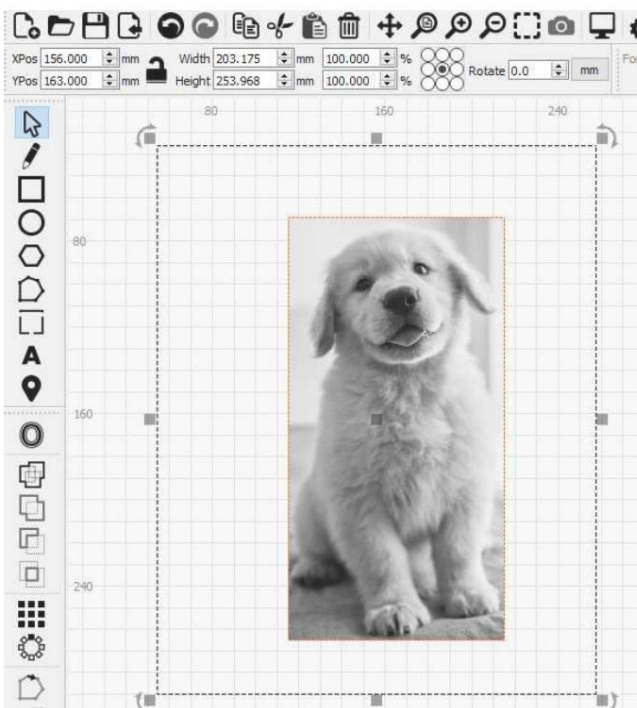 XPos 156.000 mm Width 203.175 mm 100.000 % Rotate 0.0 mm Fo
YPos 163.000 mm Height 253.968 mm 100.000 %
80 160 240
80
A
160
240